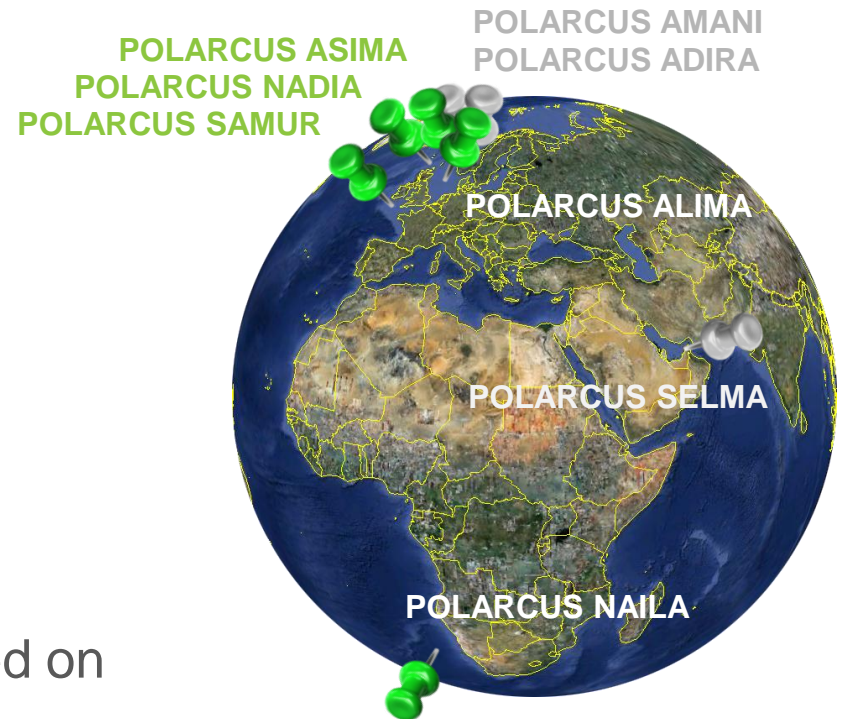 POLARCUS AMANI
POLARCUS ADIRA
POLARCUS ASIMA
POLARCUS NADIA
POLARCUS SAMUR
POLARCUS ALIMA
POLARCUS SELMA
POLARCUS NAILA
d on